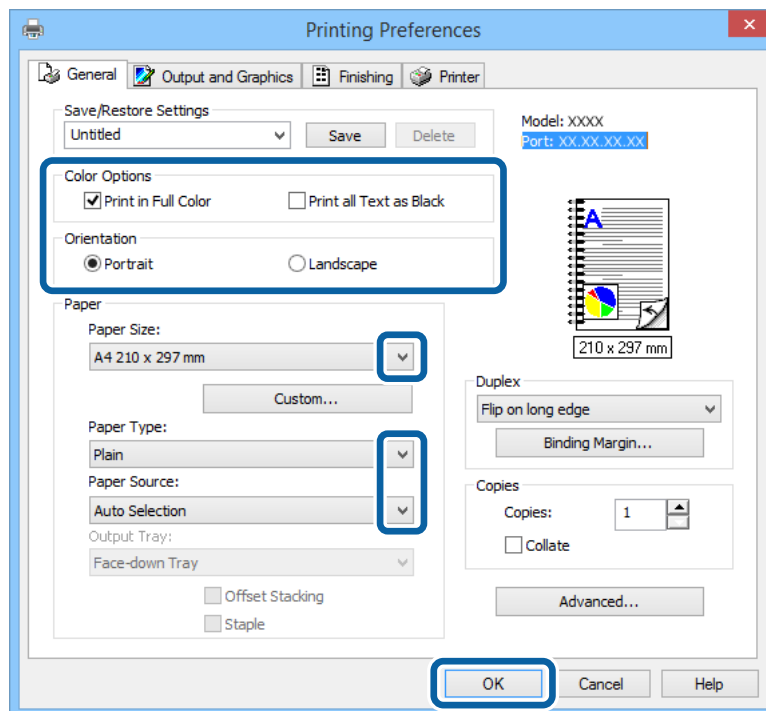 Printing Preferences
General Output and Graphics Finishing Printer
Save/Restore Settings
Untitled Save Delete
Model: XXXX
Port: XX.XX.XX.XX
Color Options
Print in Full Color Print all Text as Black
Orientation
Portrait Landscape
A
210 x 297 mm
Paper
Paper Size:
A4 210 x 297 mm
Custom...
Paper Type:
Plain
Paper Source:
Auto Selection
Output Tray:
Face-down Tray
Offset Stacking
Staple
Duplex
Flip on long edge
Binding Margin...
Copies
Copies: 1
Collate
Advanced...
OK Cancel Help